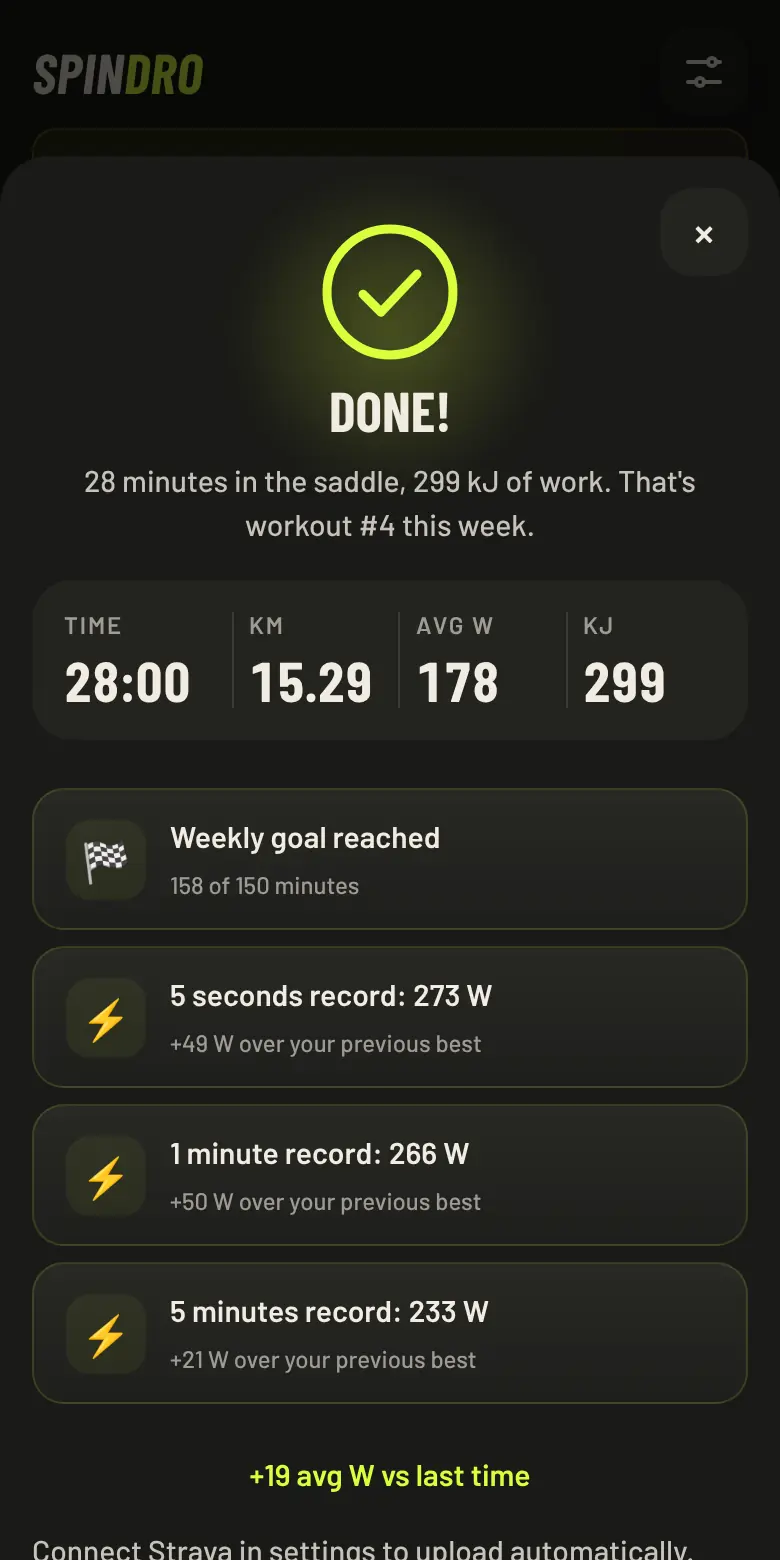 SPINDRO
×
DONE!
28 minutes in the saddle, 299 kJ of work. That's
workout #4 this week.
TIME KM AVG W KJ
28:00 15.29 178 299
Weekly goal reached
158 of 150 minutes
5 seconds record: 273 W
+49 W over your previous best
1 minute record: 266 W
+50 W over your previous best
5 minutes record: 233 W
+21 W over your previous best
+19 avg W vs last time
Connect Strava in settings to upload automatically.